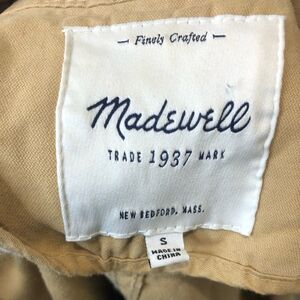 Finely Crafted
Madewell
TRADE 1937 MARK
NEW BEDFORD, MASS.
S
MADE IN
CHINA